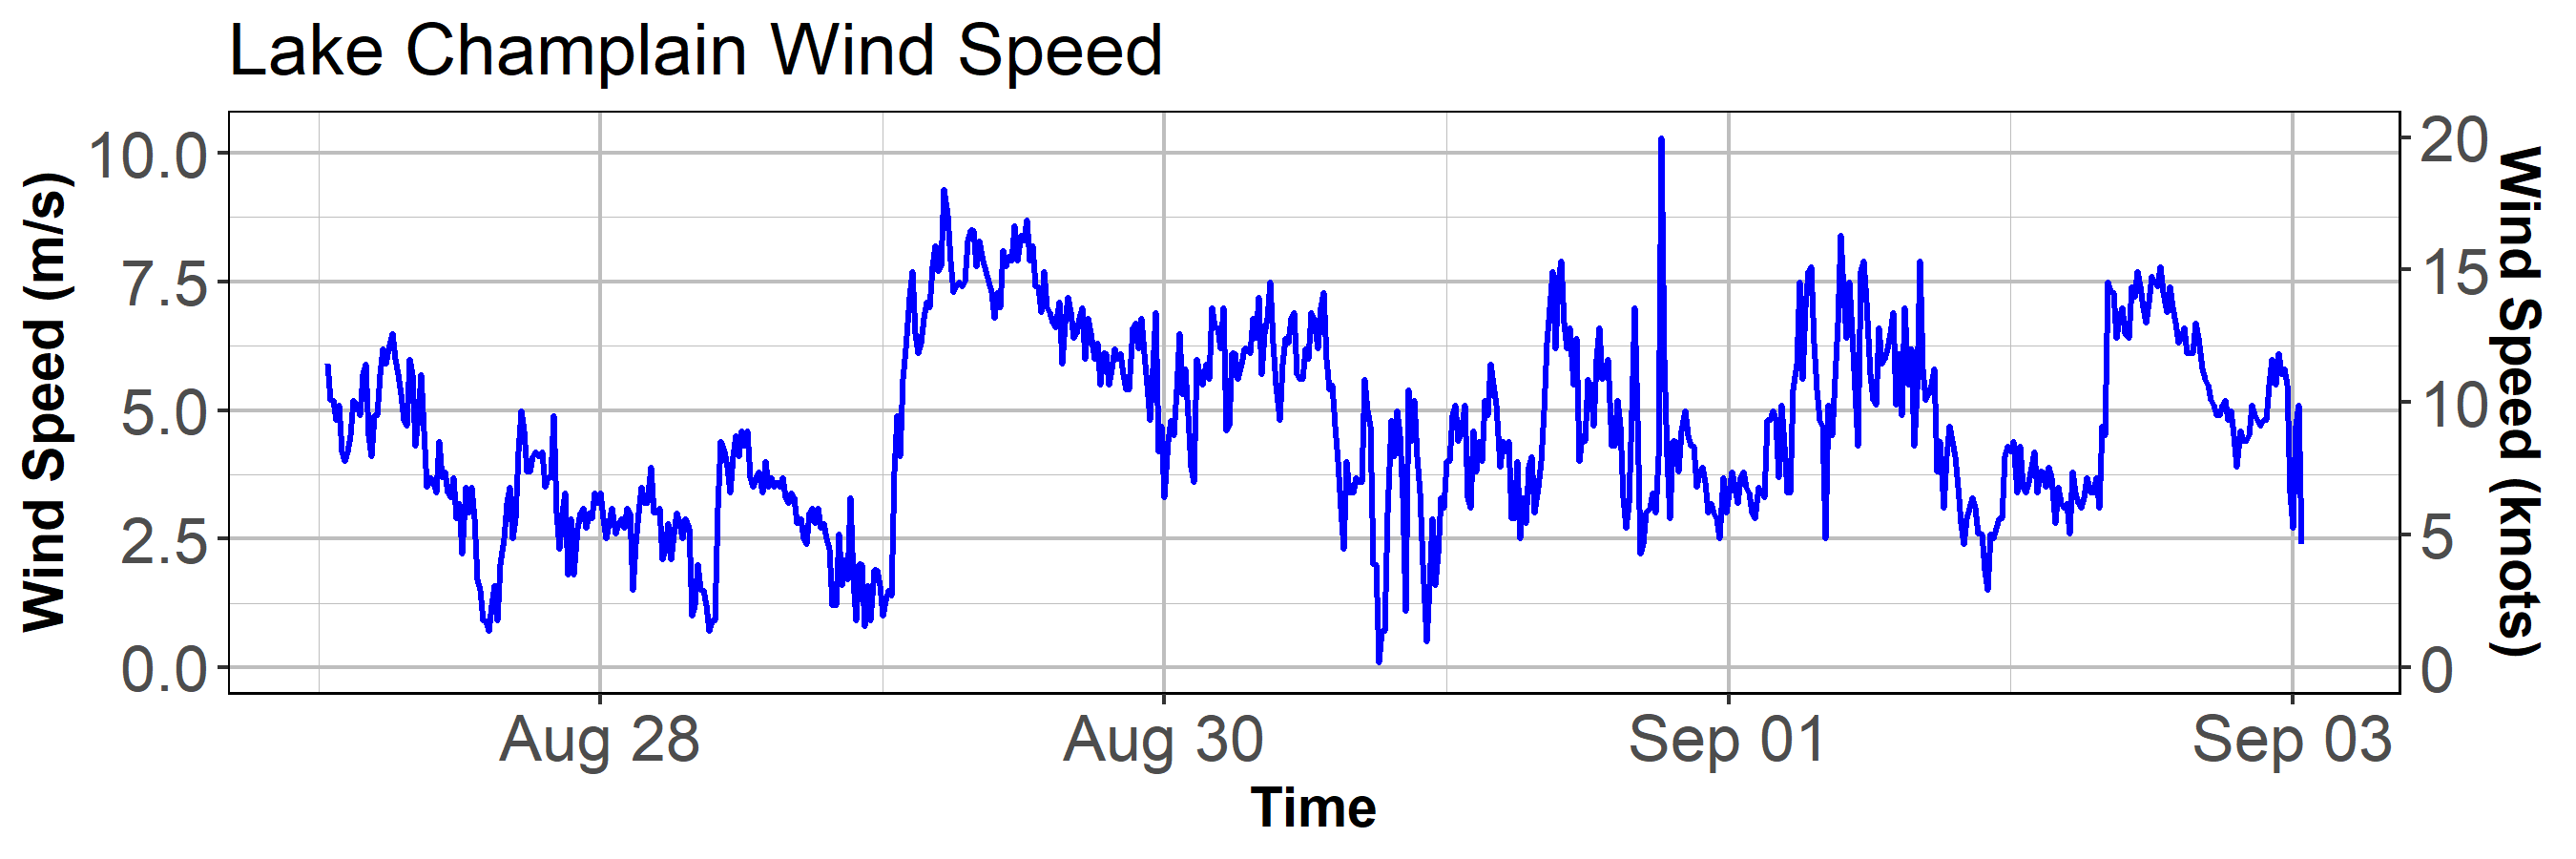 Lake Champlain Wind Speed
Wind Speed (m/s)
10.0
7.5
5.0
2.5
0.0
20
15
10
5
0
Wind Speed (knots)
Aug 28
Aug 30
Sep 01
Sep 03
Time